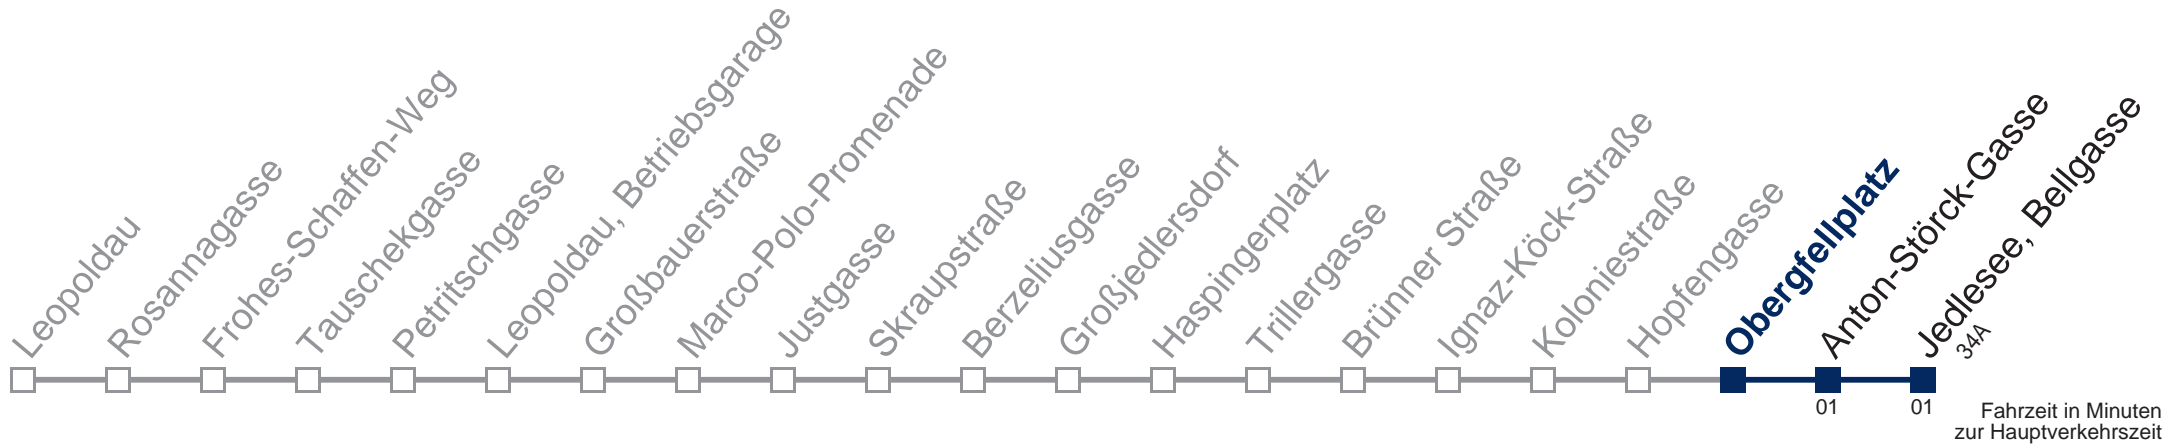 Leopoldau
Rosannagasse
Frohes-Schaffen-Weg
Tauschekgasse
Petritschgasse
Leopoldau, Betriebsgarage
Großbauerstraße
Marco-Polo-Promenade
Justgasse
Skraupstraße
Berzeliusgasse
Großjedlersdorf
Haspingerplatz
Trillergasse
Brünner Straße
Ignaz-Köck-Straße
Koloniestraße
Hopfengasse
Obergfellplatz
Anton-Störck-Gasse
Jedlesee, Bellgasse
34A
01
01
Fahrzeit in Minuten
zur Hauptverkehrszeit